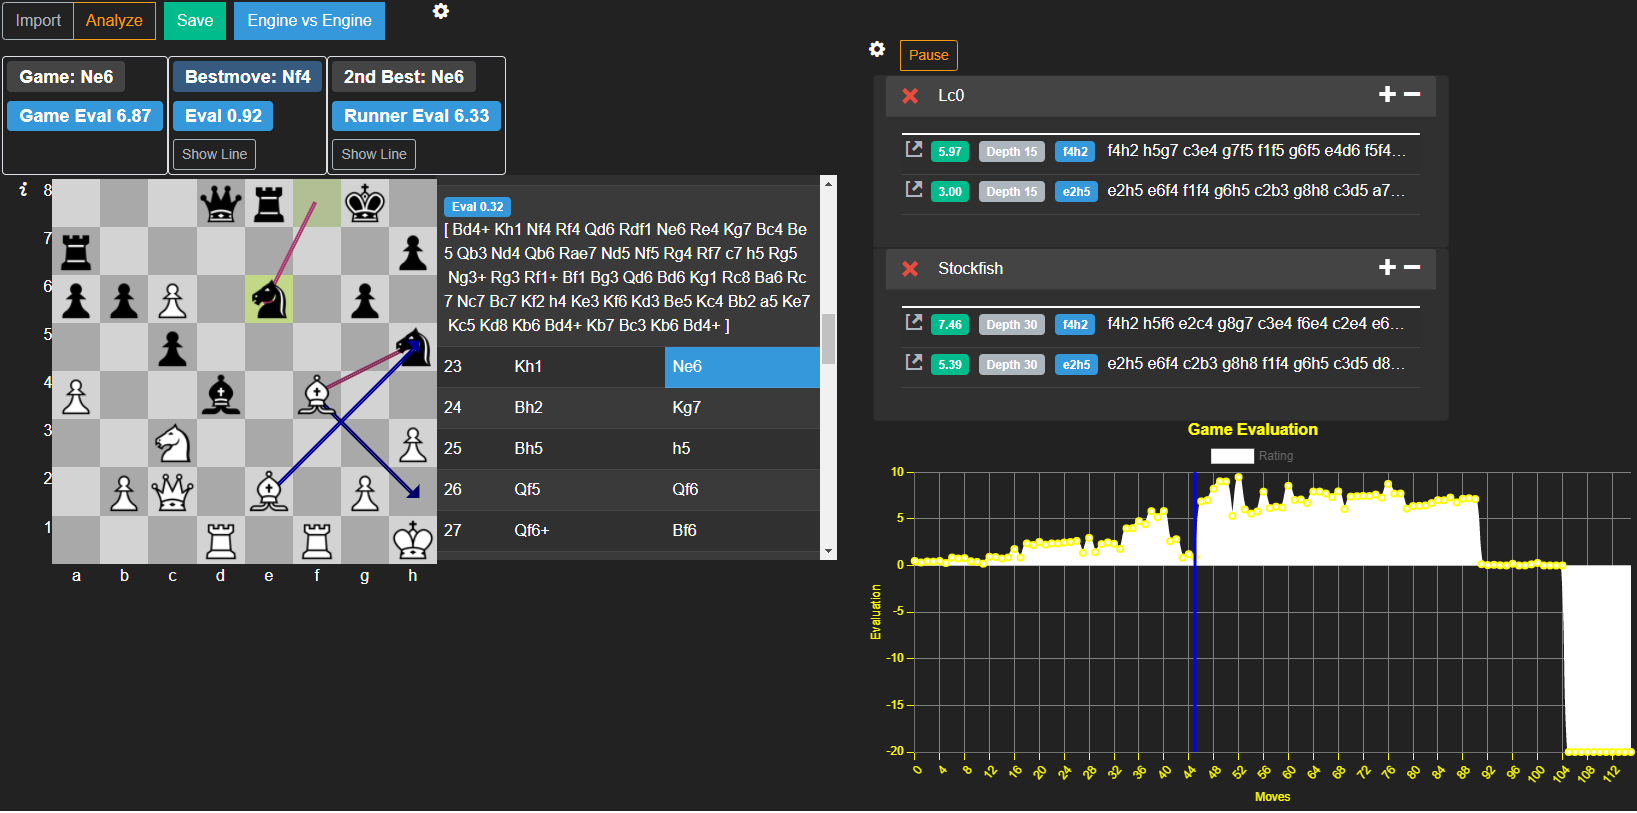 Import
Analyze
Save
Engine vs Engine
Game: Ne6
Game Eval 6.87
Bestmove: Nf4
Eval 0.92
Show Line
2nd Best: Ne6
Runner Eval 6.33
Show Line
i
8
7
6
5
4
3
2
1
a b c d e f g h
Eval 0.32
[ Bd4+ Kh1 Nf4 Rf4 Qd6 Rdf1 Ne6 Re4 Kg7 Bc4 Be
5 Qb3 Nd4 Qb6 Rae7 Nd5 Nf5 Rg4 Rf7 c7 h5 Rg5
Ng3+ Rg3 Rf1+ Bf1 Bg3 Qd6 Bd6 Kg1 Rc8 Ba6 Rc
7 Nc7 Bc7 Kf2 h4 Ke3 Kf6 Kd3 Be5 Kc4 Bb2 a5 Ke7
Kc5 Kd8 Kb6 Bd4+ Kb7 Bc3 Kb6 Bd4+ ]
23 Kh1 Ne6
24 Bh2 Kg7
25 Bh5 h5
26 Qf5 Qf6
27 Qf6+ Bf6
Pause
Lc0
5.97 Depth 15 f4h2 f4h2 h5g7 c3e4 g7f5 f1f5 g6f5 e4d6 f5f4...
3.00 Depth 15 e2h5 e2h5 e6f4 f1f4 g6h5 c2b3 g8h8 c3d5 a7...
Stockfish
7.46 Depth 30 f4h2 f4h2 h5f6 e2c4 g8g7 c3e4 f6e4 c2e4 e6...
5.39 Depth 30 e2h5 e2h5 e6f4 c2b3 g8h8 f1f4 g6h5 c3d5 d8...
Game Evaluation
Rating
10
5
0
-5
-10
-15
-20
Evaluation
0 4 8 12 16 20 24 28 32 36 40 44 48 52 56 60 64 68 72 76 80 84 88 92 96 100 104 108 112
Moves